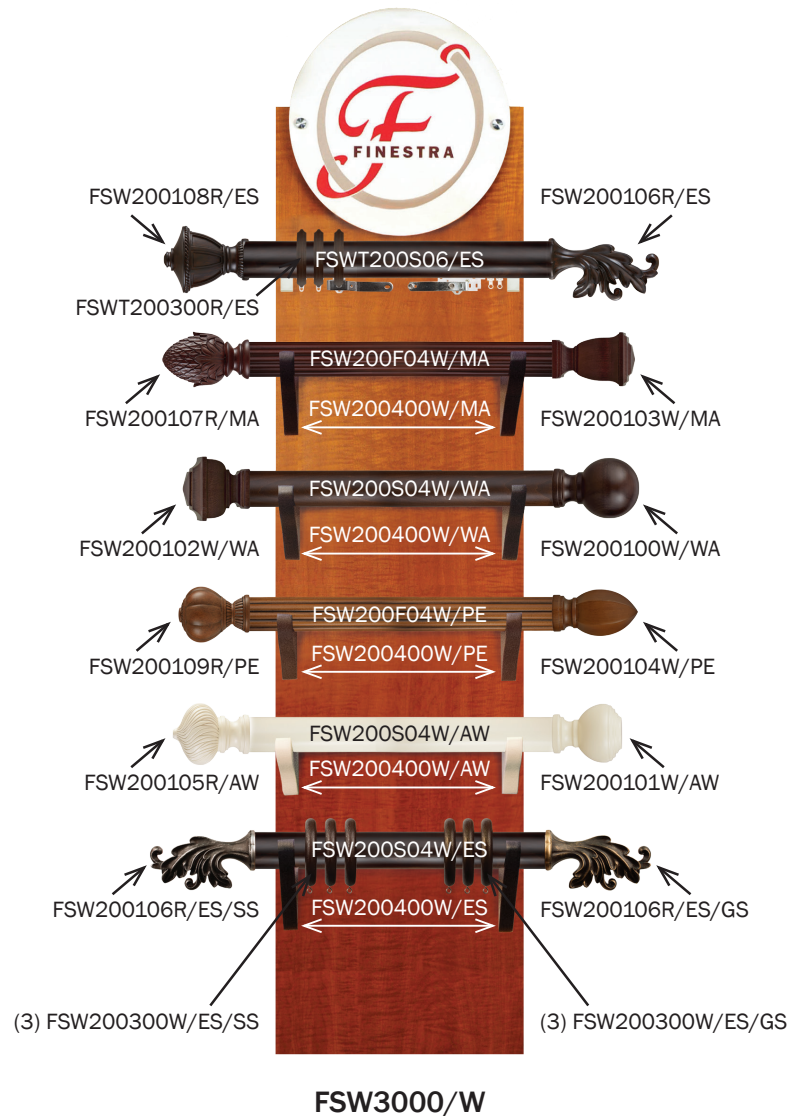 F
FINESTRA
FSW200108R/ES
FSW200106R/ES
FSWT200S06/ES
FSWT200300R/ES
FSW200F04W/MA
FSW200107R/MA
FSW200400W/MA
FSW200103W/MA
FSW200S04W/WA
FSW200102W/WA
FSW200400W/WA
FSW200100W/WA
FSW200F04W/PE
FSW200109R/PE
FSW200400W/PE
FSW200104W/PE
FSW200S04W/AW
FSW200105R/AW
FSW200400W/AW
FSW200101W/AW
FSW200S04W/ES
FSW200106R/ES/SS
FSW200400W/ES
FSW200106R/ES/GS
(3) FSW200300W/ES/SS
(3) FSW200300W/ES/GS
FSW3000/W